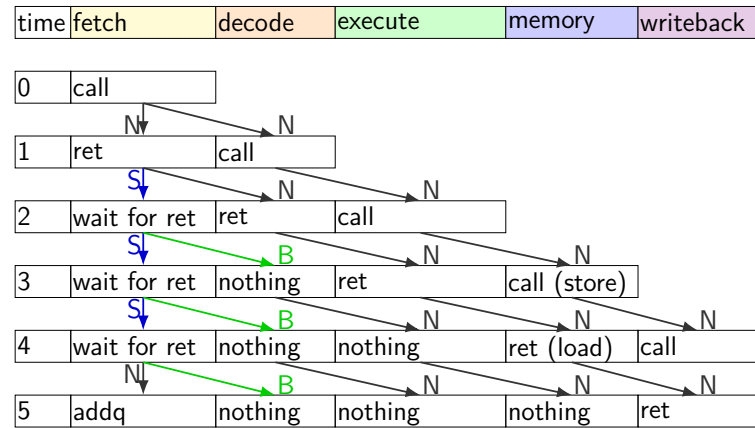 time fetch decode execute memory writeback
0 call
N N
1 ret call
S N N
2 wait for ret ret call
S B N N
3 wait for ret nothing ret call (store)
S B N N N
4 wait for ret nothing nothing ret (load) call
N B N N N
5 addq nothing nothing nothing ret